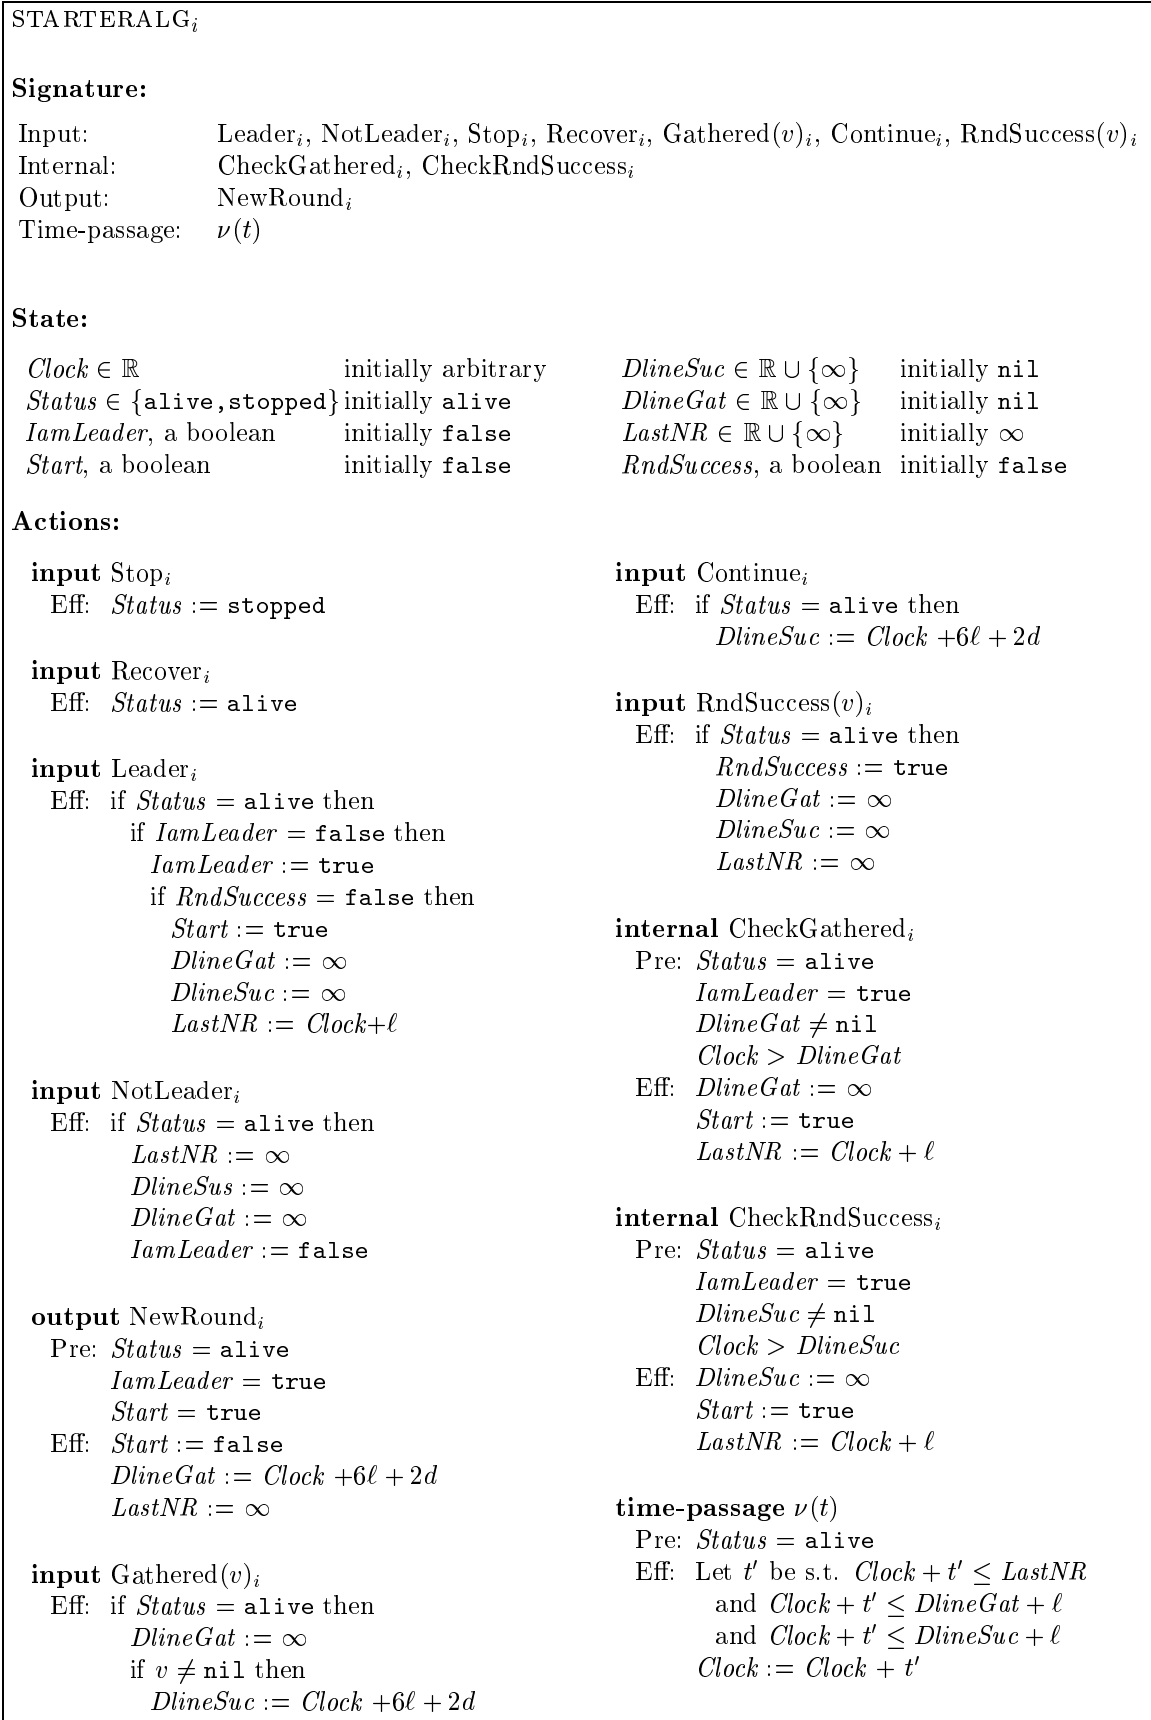 STARTERALG_i
Signature:
Input: Leader_i, NotLeader_i, Stop_i, Recover_i, Gathered(v)_i, Continue_i, RndSuccess(v)_i
Internal: CheckGathered_i, CheckRndSuccess_i
Output: NewRound_i
Time-passage: ν(t)
State:
Clock ∈ ℝ initially arbitrary
Status ∈ {alive,stopped} initially alive
IamLeader, a boolean initially false
Start, a boolean initially false
DlineSuc ∈ ℝ ∪ {∞} initially nil
DlineGat ∈ ℝ ∪ {∞} initially nil
LastNR ∈ ℝ ∪ {∞} initially ∞
RndSuccess, a boolean initially false
Actions:
input Stop_i
Eff: Status := stopped
input Recover_i
Eff: Status := alive
input Leader_i
Eff: if Status = alive then
if IamLeader = false then
IamLeader := true
if RndSuccess = false then
Start := true
DlineGat := ∞
DlineSuc := ∞
LastNR := Clock+ℓ
input NotLeader_i
Eff: if Status = alive then
LastNR := ∞
DlineSus := ∞
DlineGat := ∞
IamLeader := false
output NewRound_i
Pre: Status = alive
IamLeader = true
Start = true
Eff: Start := false
DlineGat := Clock +6ℓ + 2d
LastNR := ∞
input Gathered(v)_i
Eff: if Status = alive then
DlineGat := ∞
if v ≠ nil then
DlineSuc := Clock +6ℓ + 2d
input Continue_i
Eff: if Status = alive then
DlineSuc := Clock +6ℓ + 2d
input RndSuccess(v)_i
Eff: if Status = alive then
RndSuccess := true
DlineGat := ∞
DlineSuc := ∞
LastNR := ∞
internal CheckGathered_i
Pre: Status = alive
IamLeader = true
DlineGat ≠ nil
Clock > DlineGat
Eff: DlineGat := ∞
Start := true
LastNR := Clock + ℓ
internal CheckRndSuccess_i
Pre: Status = alive
IamLeader = true
DlineSuc ≠ nil
Clock > DlineSuc
Eff: DlineSuc := ∞
Start := true
LastNR := Clock + ℓ
time-passage ν(t)
Pre: Status = alive
Eff: Let t′ be s.t. Clock + t′ ≤ LastNR
and Clock + t′ ≤ DlineGat + ℓ
and Clock + t′ ≤ DlineSuc + ℓ
Clock := Clock + t′